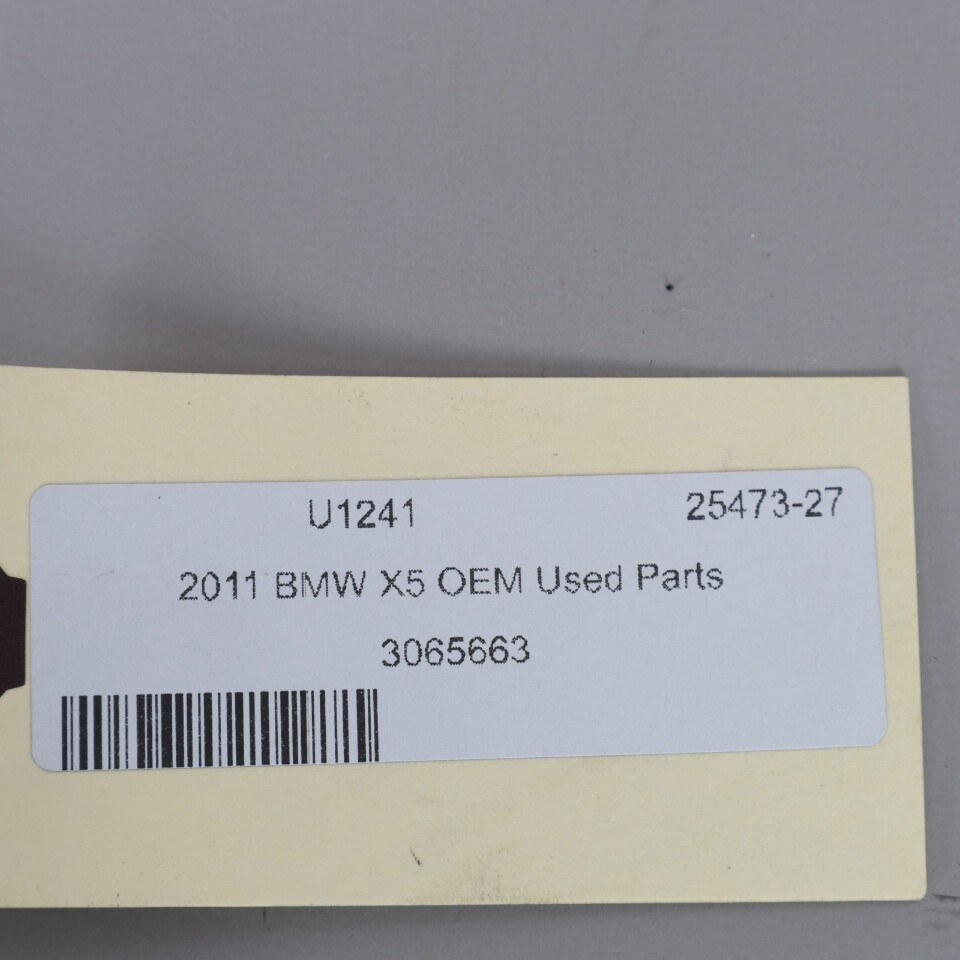 U1241 25473-27
2011 BMW X5 OEM Used Parts
3065663